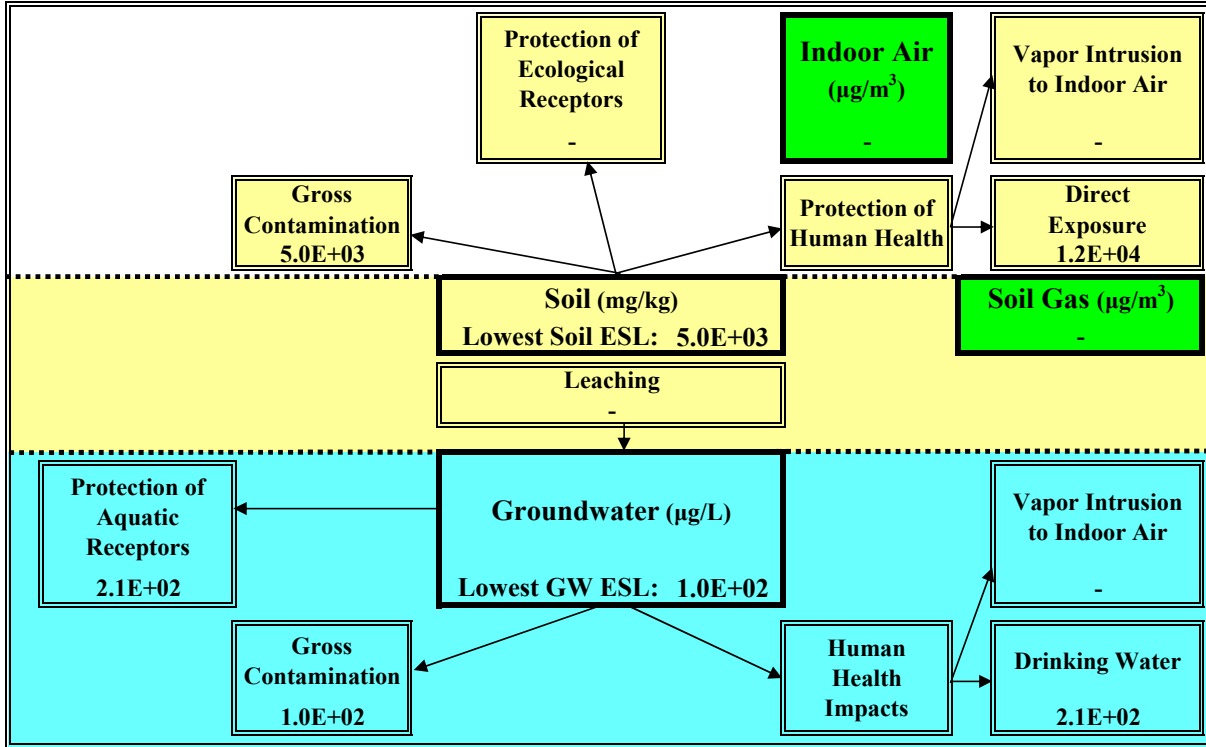 Protection of
Ecological
Receptors
-
Indoor Air
(µg/m³)
-
Vapor Intrusion
to Indoor Air
-
Gross
Contamination
5.0E+03
Protection of
Human Health
Direct
Exposure
1.2E+04
Soil (mg/kg)
Lowest Soil ESL: 5.0E+03
Soil Gas (µg/m³)
-
Leaching
-
Protection of
Aquatic
Receptors
2.1E+02
Groundwater (µg/L)
Lowest GW ESL: 1.0E+02
Vapor Intrusion
to Indoor Air
-
Gross
Contamination
1.0E+02
Human
Health
Impacts
Drinking Water
2.1E+02